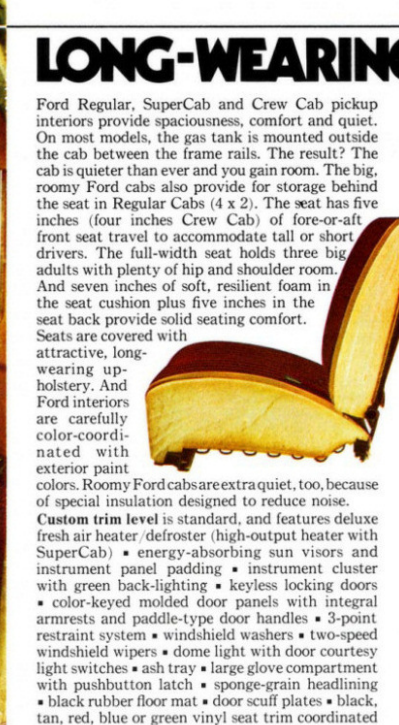 LONG-WEARING
Ford Regular, SuperCab and Crew Cab pickup
interiors provide spaciousness, comfort and quiet.
On most models, the gas tank is mounted outside
the cab between the frame rails. The result? The
cab is quieter than ever and you gain room. The big,
roomy Ford cabs also provide for storage behind
the seat in Regular Cabs (4 x 2). The seat has five
inches (four inches Crew Cab) of fore-or-aft
front seat travel to accommodate tall or short
drivers. The full-width seat holds three big
adults with plenty of hip and shoulder room.
And seven inches of soft, resilient foam in
the seat cushion plus five inches in the
seat back provide solid seating comfort.
Seats are covered with
attractive, long-
wearing up-
holstery. And
Ford interiors
are carefully
color-coordi-
nated with
exterior paint
colors. Roomy Ford cabs are extra quiet, too, because
of special insulation designed to reduce noise.
Custom trim level is standard, and features deluxe
fresh air heater/defroster (high-output heater with
SuperCab) ▪ energy-absorbing sun visors and
instrument panel padding ▪ instrument cluster
with green back-lighting ▪ keyless locking doors
▪ color-keyed molded door panels with integral
armrests and paddle-type door handles ▪ 3-point
restraint system ▪ windshield washers ▪ two-speed
windshield wipers ▪ dome light with door courtesy
light switches ▪ ash tray ▪ large glove compartment
with pushbutton latch ▪ sponge-grain headlining
▪ black rubber floor mat ▪ door scuff plates ▪ black,
tan, red, blue or green vinyl seat trim coordinated